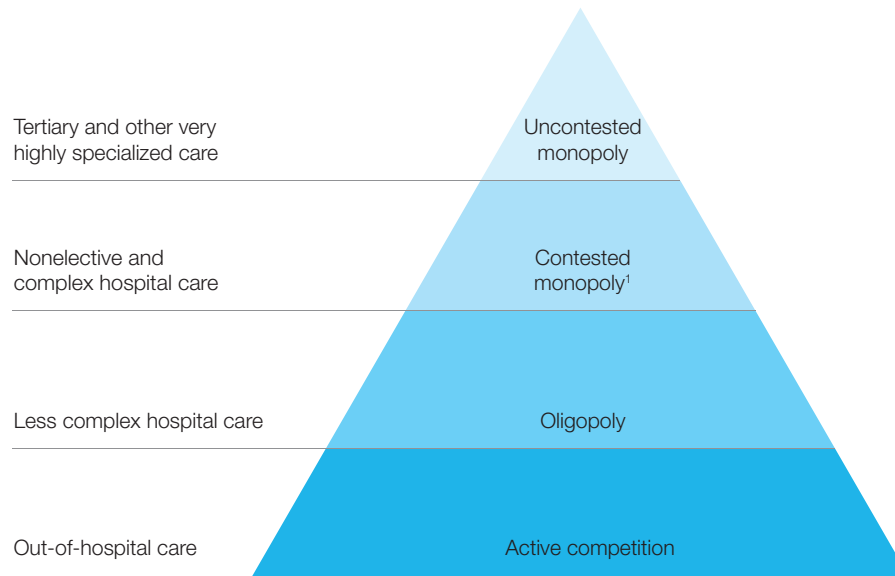 Tertiary and other very
highly specialized care
Uncontested
monopoly
Nonelective and
complex hospital care
Contested
monopoly¹
Less complex hospital care
Oligopoly
Out-of-hospital care
Active competition